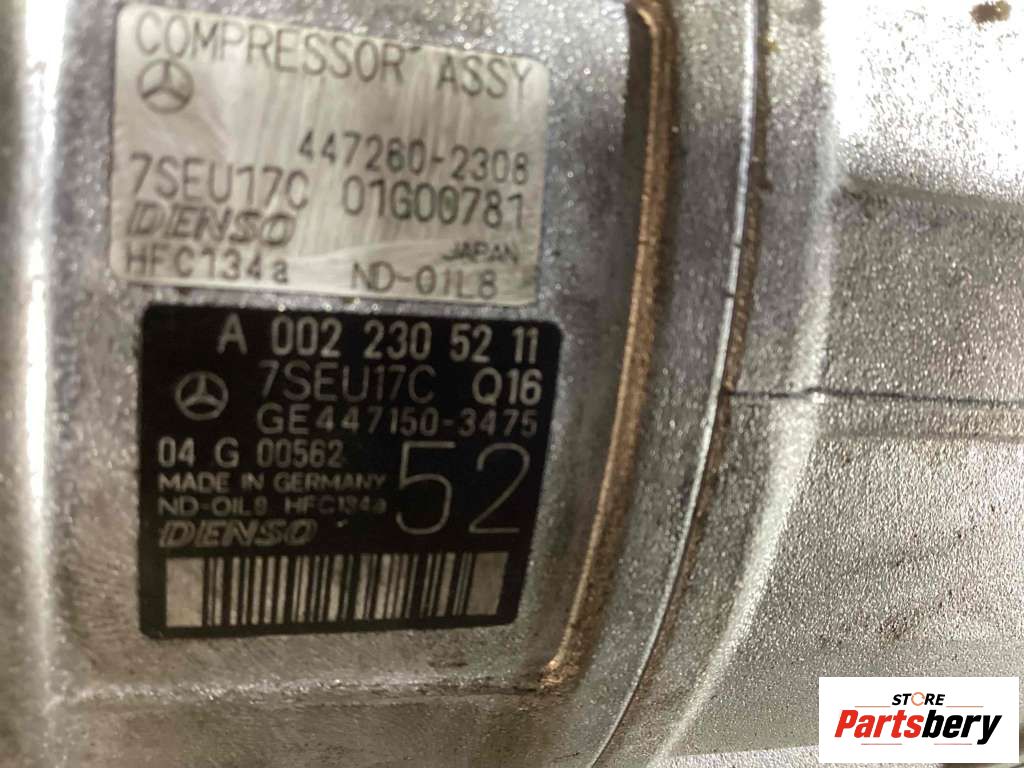 COMPRESSOR ASSY
447260-2308
7SEU17C 01G00781
DENSO
JAPAN
HFC134a ND-OIL8
A 002 230 52 11
7SEU17C Q16
GE447150-3475
04 G 00562
52
MADE IN GERMANY
ND-OIL8 HFC134a
DENSO
STORE
Partsbery